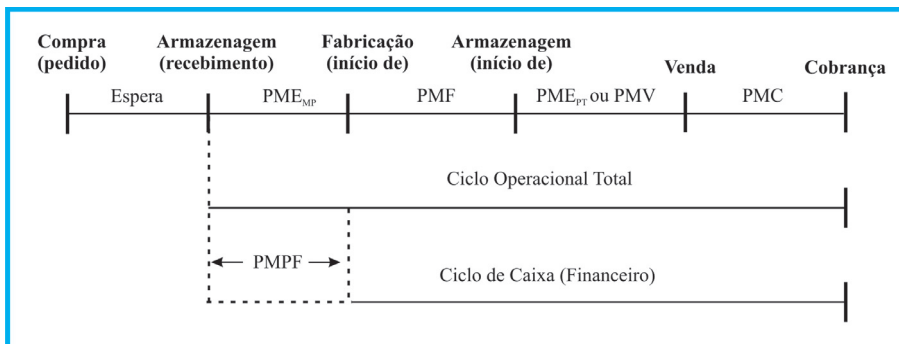 Compra
(pedido)
Armazenagem
(recebimento)
Fabricação
(início de)
Armazenagem
(início de)
Venda
Cobrança
Espera
PME_MP
PMF
PME_PT ou PMV
PMC
Ciclo Operacional Total
PMPF
Ciclo de Caixa (Financeiro)